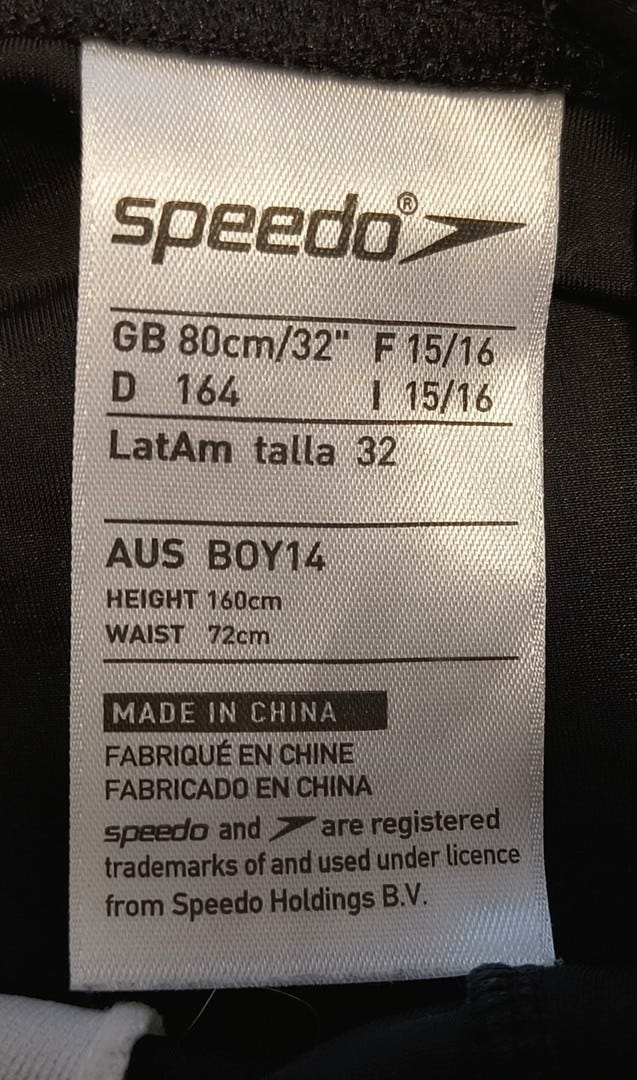 speedo®
GB 80cm/32" F 15/16
D 164 I 15/16
LatAm talla 32
AUS BOY14
HEIGHT 160cm
WAIST 72cm
MADE IN CHINA
FABRIQUÉ EN CHINE
FABRICADO EN CHINA
speedo and are registered
trademarks of and used under licence
from Speedo Holdings B.V.